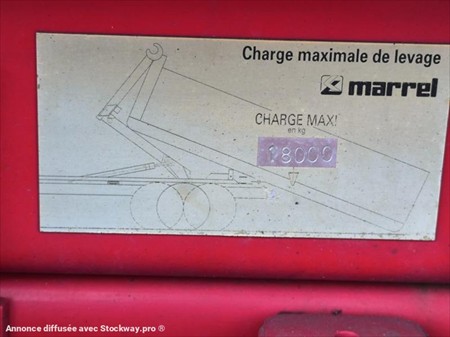 Charge maximale de levage
marrel
CHARGE MAXI
en kg
18000
Annonce diffusée avec Stockway.pro ®